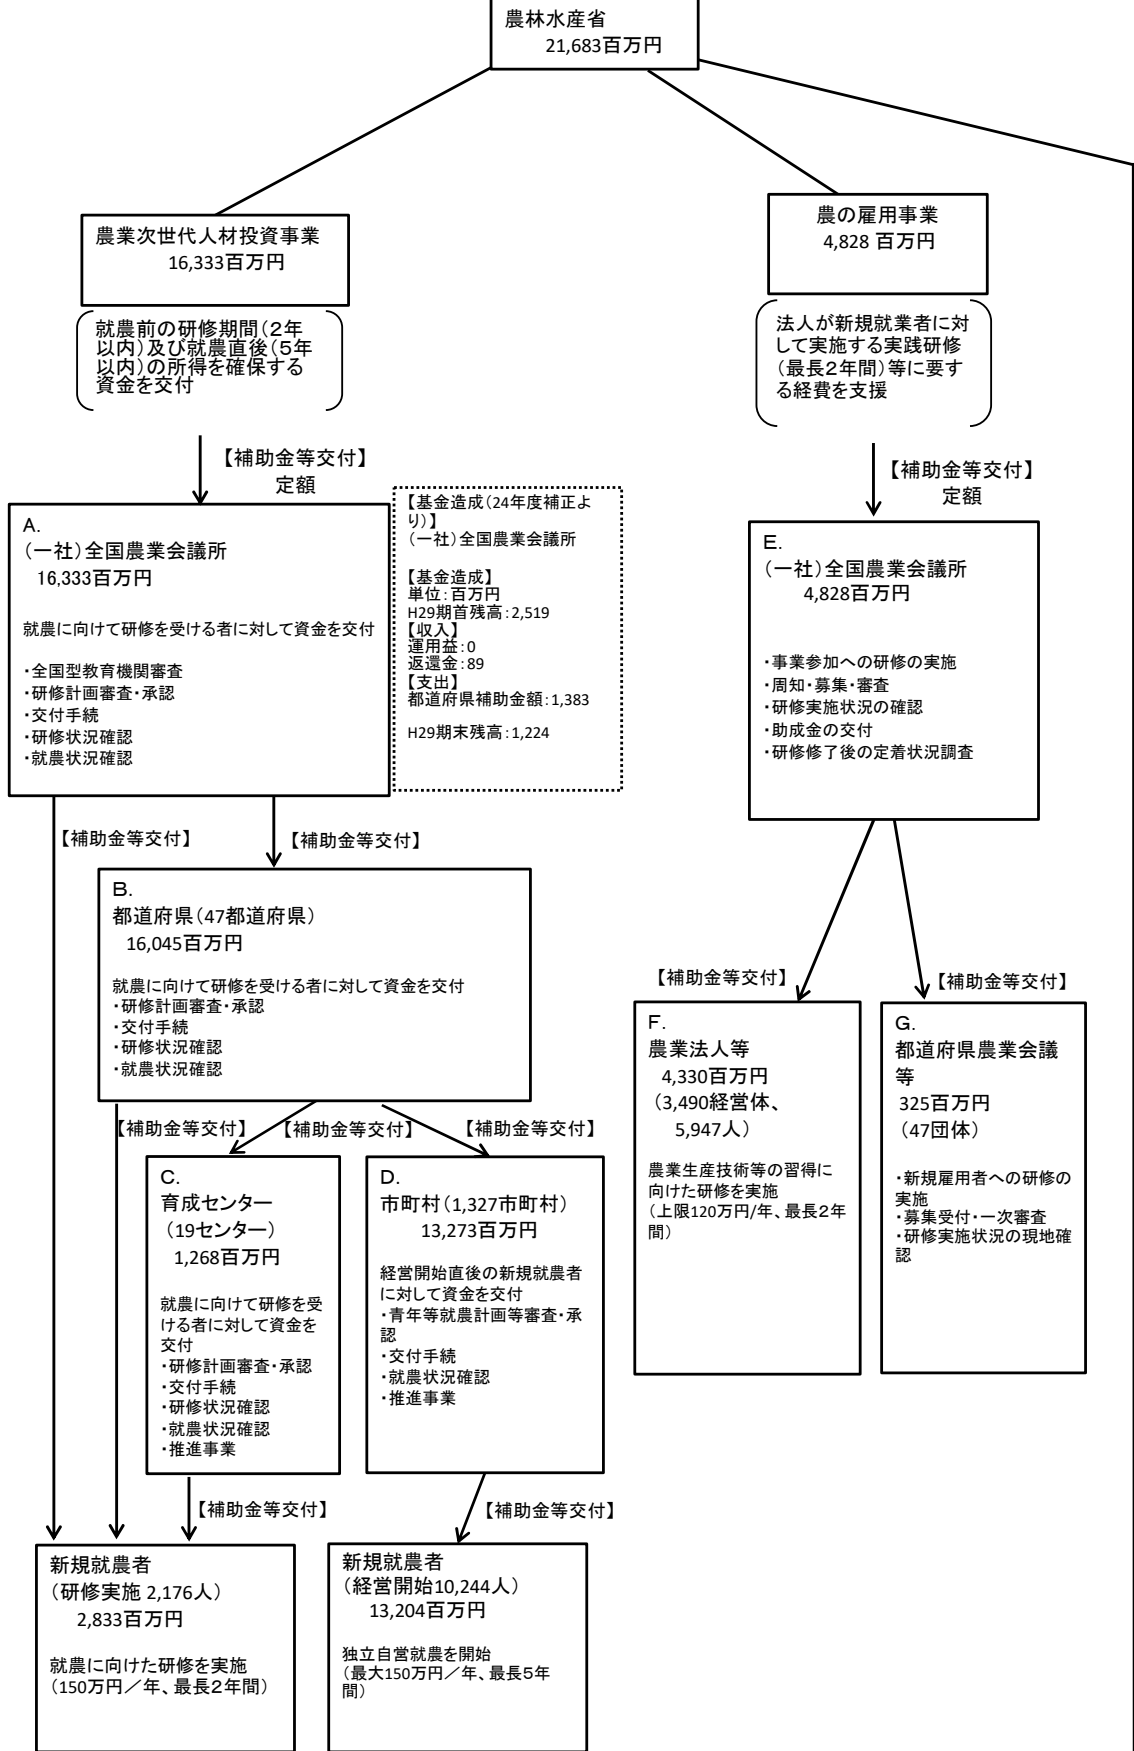 農林水産省
21,683百万円
農業次世代人材投資事業
16,333百万円
農の雇用事業
4,828 百万円
就農前の研修期間（２年
以内）及び就農直後（５年
以内）の所得を確保する
資金を交付
法人が新規就業者に対
して実施する実践研修
（最長２年間）等に要す
る経費を支援
【補助金等交付】
定額
【補助金等交付】
定額
A.
（一社）全国農業会議所
16,333百万円
就農に向けて研修を受ける者に対して資金を交付
・全国型教育機関審査
・研修計画審査・承認
・交付手続
・研修状況確認
・就農状況確認
【基金造成（24年度補正よ
り）】
（一社）全国農業会議所
【基金造成】
単位：百万円
H29期首残高：2,519
【収入】
運用益：0
返還金：89
【支出】
都道府県補助金額：1,383
H29期末残高：1,224
E.
（一社）全国農業会議所
4,828百万円
・事業参加への研修の実施
・周知・募集・審査
・研修実施状況の確認
・助成金の交付
・研修修了後の定着状況調査
【補助金等交付】
【補助金等交付】
B.
都道府県（47都道府県）
16,045百万円
就農に向けて研修を受ける者に対して資金を交付
・研修計画審査・承認
・交付手続
・研修状況確認
・就農状況確認
【補助金等交付】
【補助金等交付】
F.
農業法人等
4,330百万円
（3,490経営体、
5,947人）
農業生産技術等の習得に
向けた研修を実施
（上限120万円/年、最長２年
間）
G.
都道府県農業会議
等
325百万円
（47団体）
・新規雇用者への研修の
実施
・募集受付・一次審査
・研修実施状況の現地確
認
【補助金等交付】
【補助金等交付】
【補助金等交付】
C.
育成センター
（19センター）
1,268百万円
就農に向けて研修を受
ける者に対して資金を
交付
・研修計画審査・承認
・交付手続
・研修状況確認
・就農状況確認
・推進事業
D.
市町村（1,327市町村）
13,273百万円
経営開始直後の新規就農者
に対して資金を交付
・青年等就農計画等審査・承
認
・交付手続
・就農状況確認
・推進事業
【補助金等交付】
【補助金等交付】
新規就農者
（研修実施 2,176人）
2,833百万円
就農に向けた研修を実施
（150万円／年、最長２年間）
新規就農者
（経営開始10,244人）
13,204百万円
独立自営就農を開始
（最大150万円／年、最長５年
間）